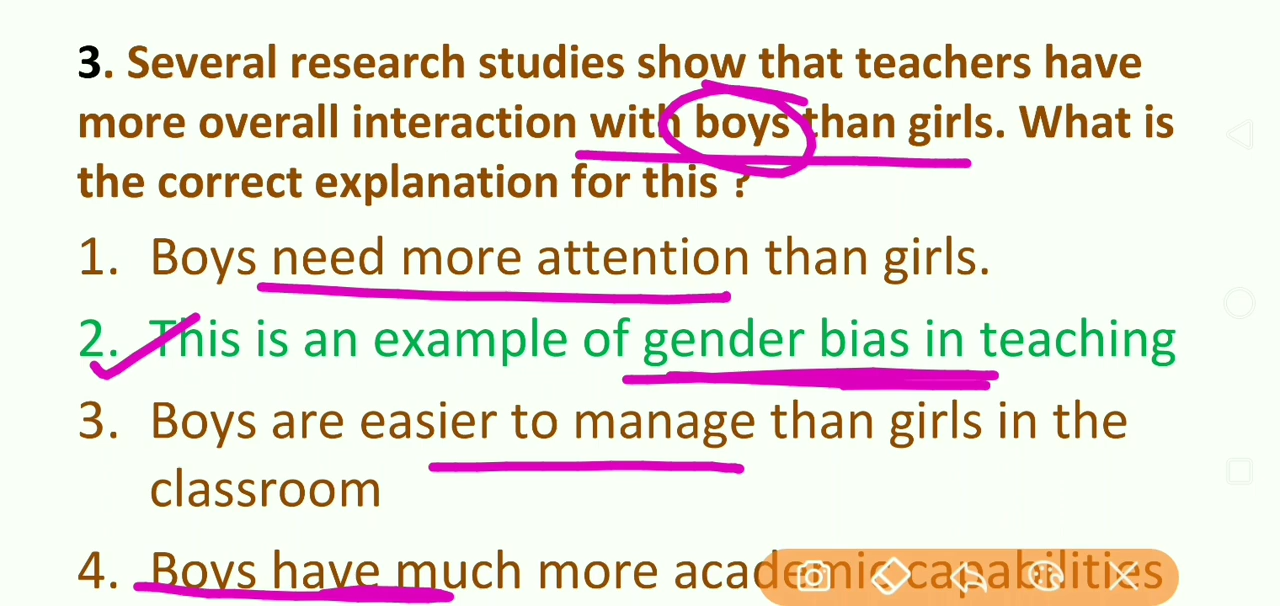 3. Several research studies show that teachers have
more overall interaction with boys than girls. What is
the correct explanation for this ?
1. Boys need more attention than girls.
2. This is an example of gender bias in teaching
3. Boys are easier to manage than girls in the
classroom
4. Boys have much more academic capabilities